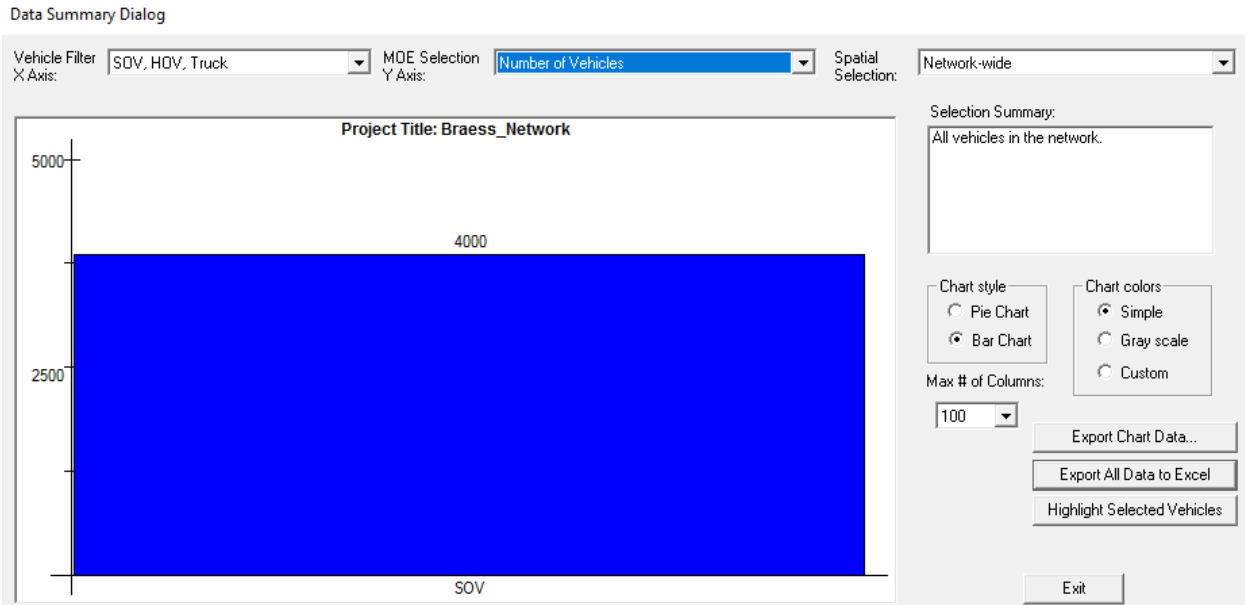 Data Summary Dialog
Vehicle Filter
X Axis:
SOV, HOV, Truck
MOE Selection
Y Axis:
Number of Vehicles
Spatial
Selection:
Network-wide
Project Title: Braess_Network
5000
4000
2500
SOV
Selection Summary:
All vehicles in the network.
Chart style
Pie Chart
Bar Chart
Chart colors
Simple
Gray scale
Custom
Max # of Columns:
100
Export Chart Data...
Export All Data to Excel
Highlight Selected Vehicles
Exit